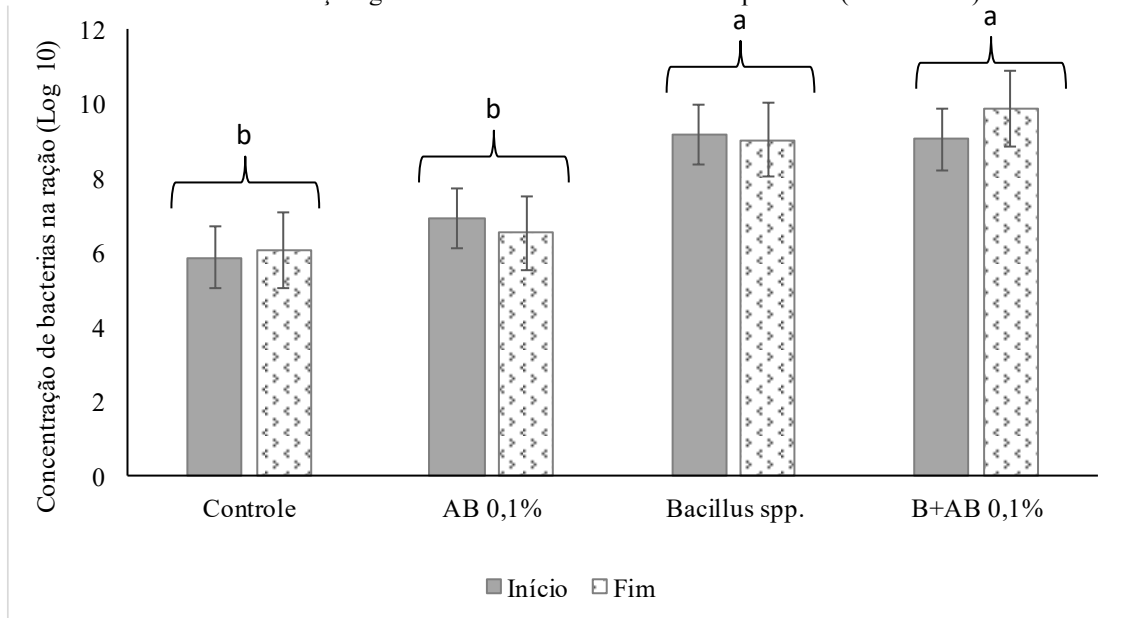 12
10
8
6
4
2
0
Concentração de bacterias na ração (Log 10)
b
b
a
a
Controle
AB 0,1%
Bacillus spp.
B+AB 0,1%
Início
Fim